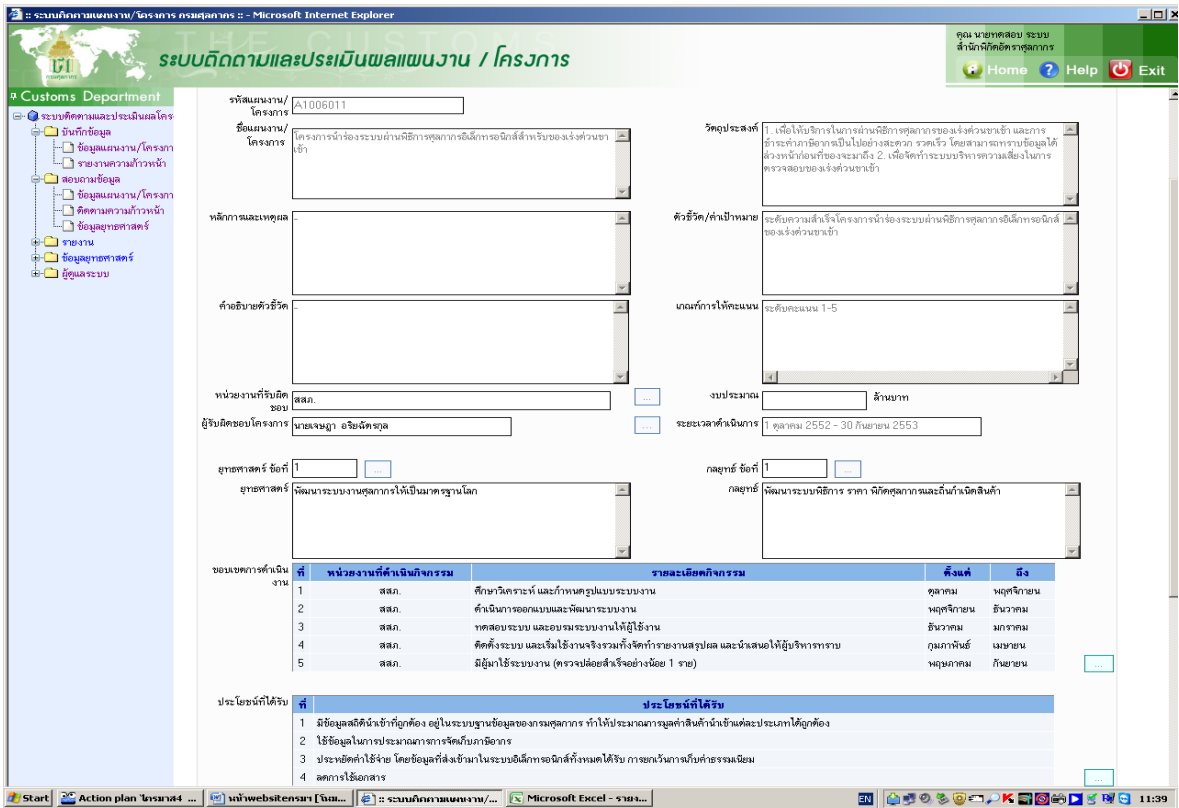 :: ระบบติดตามแผนงาน/โครงการ กรมศุลกากร :: - Microsoft Internet Explorer
THE CUSTOMS
ระบบติดตามและประเมินผลแผนงาน / โครงการ
คุณ นายทดสอบ ระบบ
สำนักพิกัดอัตราศุลกากร
Home Help Exit
Customs Department
ระบบติดตามและประเมินผลโคร
บันทึกข้อมูล
ข้อมูลแผนงาน/โครงกา
รายงานความก้าวหน้า
สอบถามข้อมูล
ข้อมูลแผนงาน/โครงกา
ติดตามความก้าวหน้า
ข้อมูลยุทธศาสตร์
รายงาน
ข้อมูลยุทธศาสตร์
ผู้ดูแลระบบ
รหัสแผนงาน/
โครงการ
A1006011
ชื่อแผนงาน/
โครงการ
โครงการนำร่องระบบผ่านพิธีการศุลกากรอิเล็กทรอนิกส์สำหรับของเร่งด่วนขา
เข้า
วัตถุประสงค์
1. เพื่อให้บริการในการผ่านพิธีการศุลกากรของเร่งด่วนขาเข้า และการ
ชำระค่าภาษีอากรเป็นไปอย่างสะดวก รวดเร็ว โดยสามารถทราบข้อมูลได้
ล่วงหน้าก่อนที่ของจะมาถึง 2. เพื่อจัดทำระบบบริหารความเสี่ยงในการ
ตรวจสอบของเร่งด่วนขาเข้า
หลักการและเหตุผล
-
ตัวชี้วัด/ค่าเป้าหมาย
ระดับความสำเร็จโครงการนำร่องระบบผ่านพิธีการศุลกากรอิเล็กทรอนิกส์
ของเร่งด่วนขาเข้า
คำอธิบายตัวชี้วัด
-
เกณฑ์การให้คะแนน
ระดับคะแนน 1-5
หน่วยงานที่รับผิด
ชอบ
สสภ.
...
งบประมาณ
ล้านบาท
ผู้รับผิดชอบโครงการ
นายเจษฎา อริยฉัตรกุล
...
ระยะเวลาดำเนินการ
1 ตุลาคม 2552 - 30 กันยายน 2553
ยุทธศาสตร์ ข้อที่ 1 ...
กลยุทธ์ ข้อที่ 1 ...
ยุทธศาสตร์
พัฒนาระบบงานศุลกากรให้เป็นมาตรฐานโลก
กลยุทธ์
พัฒนาระบบพิธีการ ราคา พิกัดศุลกากรและถิ่นกำเนิดสินค้า
ขอบเขตการดำเนิน
งาน
ที่ หน่วยงานที่ดำเนินกิจกรรม รายละเอียดกิจกรรม ตั้งแต่ ถึง
1 สสภ. ศึกษาวิเคราะห์ และกำหนดรูปแบบระบบงาน ตุลาคม พฤศจิกายน
2 สสภ. ดำเนินการออกแบบและพัฒนาระบบงาน พฤศจิกายน ธันวาคม
3 สสภ. ทดสอบระบบ และอบรมระบบงานให้ผู้ใช้งาน ธันวาคม มกราคม
4 สสภ. ติดตั้งระบบ และเริ่มใช้งานจริงรวมทั้งจัดทำรายงานสรุปผล และนำเสนอให้ผู้บริหารทราบ กุมภาพันธ์ เมษายน
5 สสภ. มีผู้มาใช้ระบบงาน (ตรวจปล่อยสำเร็จอย่างน้อย 1 ราย) พฤษภาคม กันยายน ...
ประโยชน์ที่ได้รับ
ที่ ประโยชน์ที่ได้รับ
1 มีข้อมูลสถิตินำเข้าที่ถูกต้อง อยู่ในระบบฐานข้อมูลของกรมศุลกากร ทำให้ประมาณการมูลค่าสินค้านำเข้าแต่ละประเภทได้ถูกต้อง
2 ใช้ข้อมูลในการประมาณการการจัดเก็บภาษีอากร
3 ประหยัดค่าใช้จ่าย โดยข้อมูลที่ส่งเข้ามาในระบบอิเล็กทรอนิกส์ทั้งหมดได้รับ การยกเว้นการเก็บค่าธรรมเนียม
4 ลดการใช้เอกสาร ...
Start Action plan ไตรมาส4 ... หน้าwebsiteกรมฯ [โหม... :: ระบบติดตามแผนงาน/... Microsoft Excel - ราย... EN 11:39